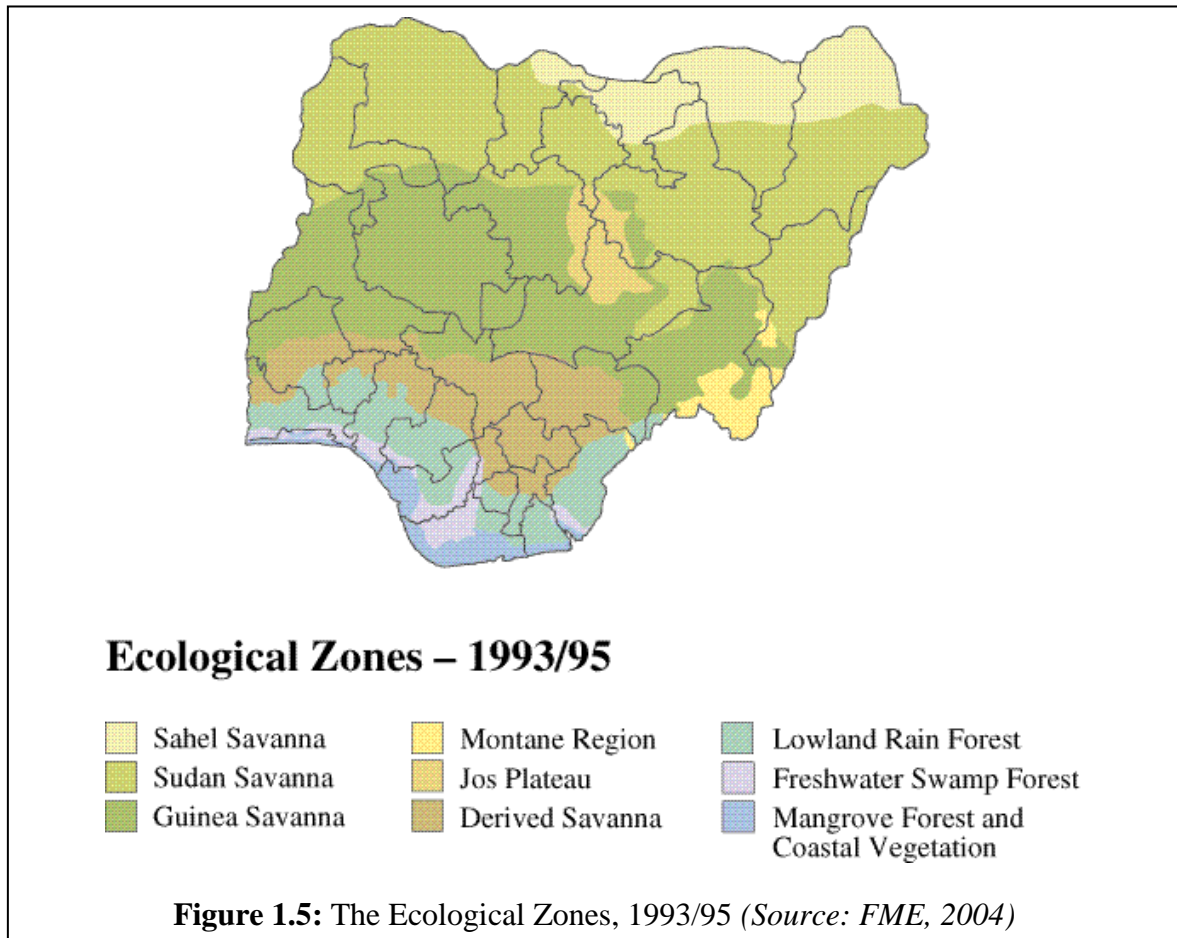 Ecological Zones – 1993/95
Sahel Savanna
Sudan Savanna
Guinea Savanna
Montane Region
Jos Plateau
Derived Savanna
Lowland Rain Forest
Freshwater Swamp Forest
Mangrove Forest and
Coastal Vegetation
Figure 1.5: The Ecological Zones, 1993/95 (Source: FME, 2004)